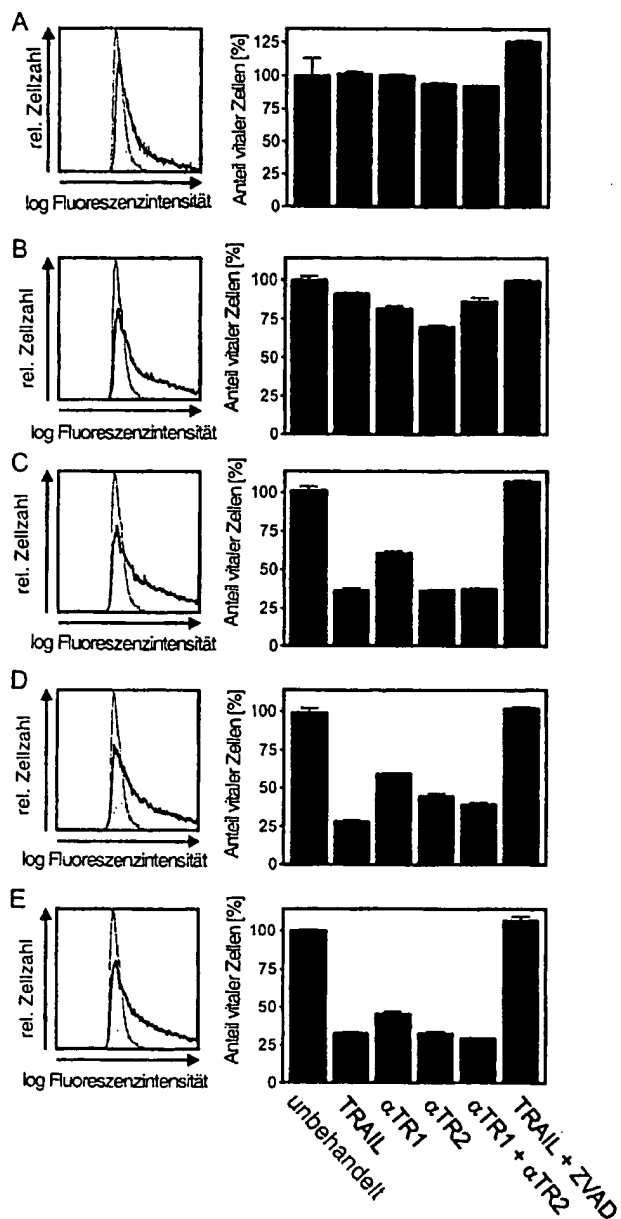 A
rel. Zellzahl
log Fluoreszenzintensität
Anteil vitaler Zellen [%]
125
100
75
50
25
0
B
rel. Zellzahl
log Fluoreszenzintensität
Anteil vitaler Zellen [%]
100
75
50
25
0
C
rel. Zellzahl
log Fluoreszenzintensität
Anteil vitaler Zellen [%]
100
75
50
25
0
D
rel. Zellzahl
log Fluoreszenzintensität
Anteil vitaler Zellen [%]
100
75
50
25
0
E
rel. Zellzahl
log Fluoreszenzintensität
Anteil vitaler Zellen [%]
100
75
50
25
0
unbehandelt
TRAIL
αTR1
αTR2
αTR1 + αTR2
TRAIL + ZVAD